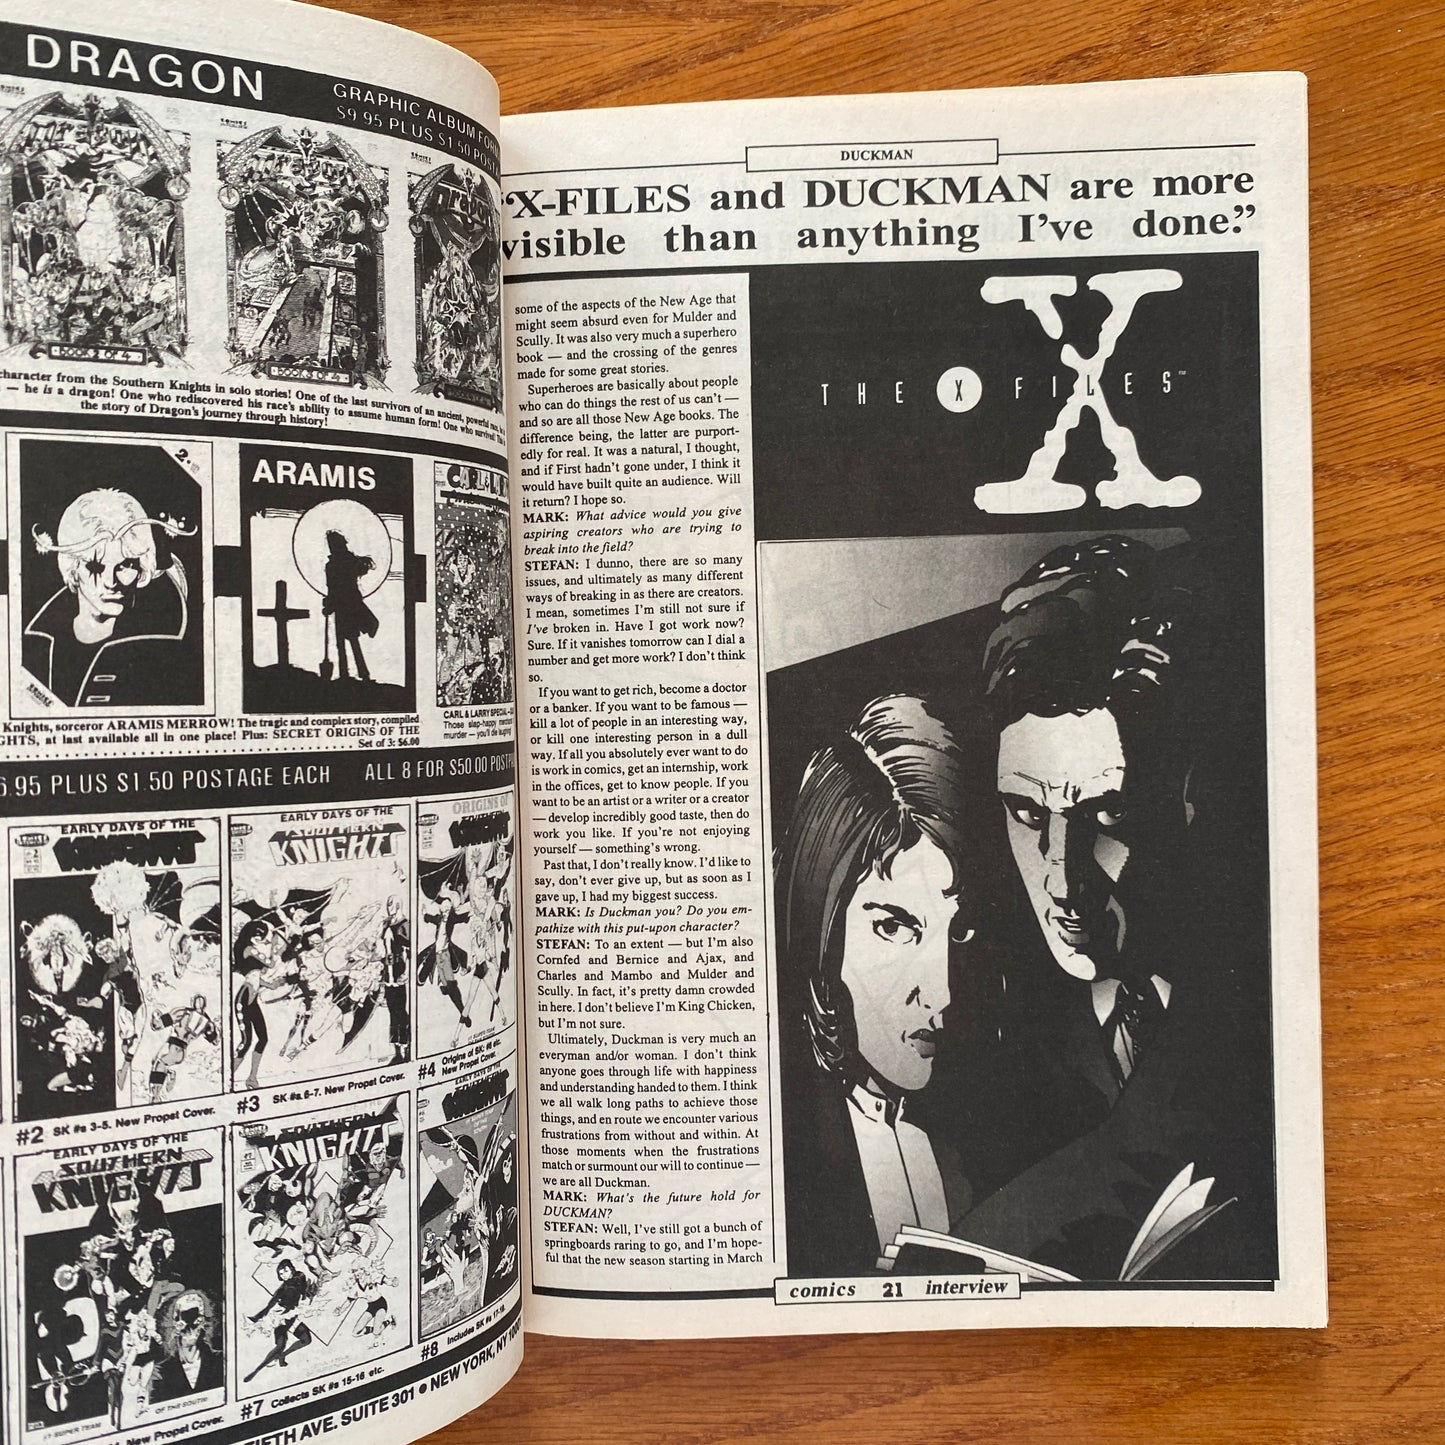 DRAGON
GRAPHIC ALBUM
$9.95 PLUS $1.50
Dragon
BOOK 2 OF 4
BOOK 3 OF 4
character from the Southern Knights in solo stories! One of the last survivors of an ancient, powerful race,
— he is a dragon! One who rediscovered his race's ability to assume human form! One who survived!
the story of Dragon's journey through history!
ARAMIS
CARL & LARRY
Knights, sorceror ARAMIS MERROW! The tragic and complex story, compiled
at last available all in one place! Plus: SECRET ORIGINS OF THE
Set of 3: $6.00
CARL & LARRY SPECIAL
Those slap-happy
murder — you'll die laughing!
6.95 PLUS $1.50 POSTAGE EACH
ALL 8 FOR $50.00
EARLY DAYS OF THE
EARLY DAYS OF THE
SOUTHERN
KNIGHTS
ORIGINS OF
#2 SK #s 3-5. New Propst Cover.
#3 SK #s 6-7. New Propst Cover.
#4 Origins of SK: #8 etc.
New Propst Cover.
EARLY DAYS OF THE
SOUTHERN
KNIGHTS
SOUTHERN
KNIGHTS
EARLY DAYS OF THE
#1 SUPER TEAM
OF THE SOUTH!
New Propst Cover.
#7 Collects SK #s 15-16 etc.
#8 Includes SK #s 17-18.
FIFTH AVE. SUITE 301 • NEW YORK, NY 10001
DUCKMAN
“X-FILES and DUCKMAN are more
visible than anything I've done.”
some of the aspects of the New Age that
might seem absurd even for Mulder and
Scully. It was also very much a superhero
book — and the crossing of the genres
made for some great stories.
Superheroes are basically about people
who can do things the rest of us can't —
and so are all those New Age books. The
difference being, the latter are purport-
edly for real. It was a natural, I thought,
and if First hadn't gone under, I think it
would have built quite an audience. Will
it return? I hope so.
MARK: What advice would you give
aspiring creators who are trying to
break into the field?
STEFAN: I dunno, there are so many
issues, and ultimately as many different
ways of breaking in as there are creators.
I mean, sometimes I'm still not sure if
I've broken in. Have I got work now?
Sure. If it vanishes tomorrow can I dial a
number and get more work? I don't think
so.
If you want to get rich, become a doctor
or a banker. If you want to be famous —
kill a lot of people in an interesting way,
or kill one interesting person in a dull
way. If all you absolutely ever want to do
is work in comics, get an internship, work
in the offices, get to know people. If you
want to be an artist or a writer or a creator
— develop incredibly good taste, then do
work you like. If you're not enjoying
yourself — something's wrong.
Past that, I don't really know. I'd like to
say, don't ever give up, but as soon as I
gave up, I had my biggest success.
MARK: Is Duckman you? Do you em-
pathize with this put-upon character?
STEFAN: To an extent — but I'm also
Cornfed and Bernice and Ajax, and
Charles and Mambo and Mulder and
Scully. In fact, it's pretty damn crowded
in here. I don't believe I'm King Chicken,
but I'm not sure.
Ultimately, Duckman is very much an
everyman and/or woman. I don't think
anyone goes through life with happiness
and understanding handed to them. I think
we all walk long paths to achieve those
things, and en route we encounter various
frustrations from without and within. At
those moments when the frustrations
match or surmount our will to continue —
we are all Duckman.
MARK: What's the future hold for
DUCKMAN?
STEFAN: Well, I've still got a bunch of
springboards raring to go, and I'm hope-
ful that the new season starting in March
X
THE X FILES™
comics 21 interview